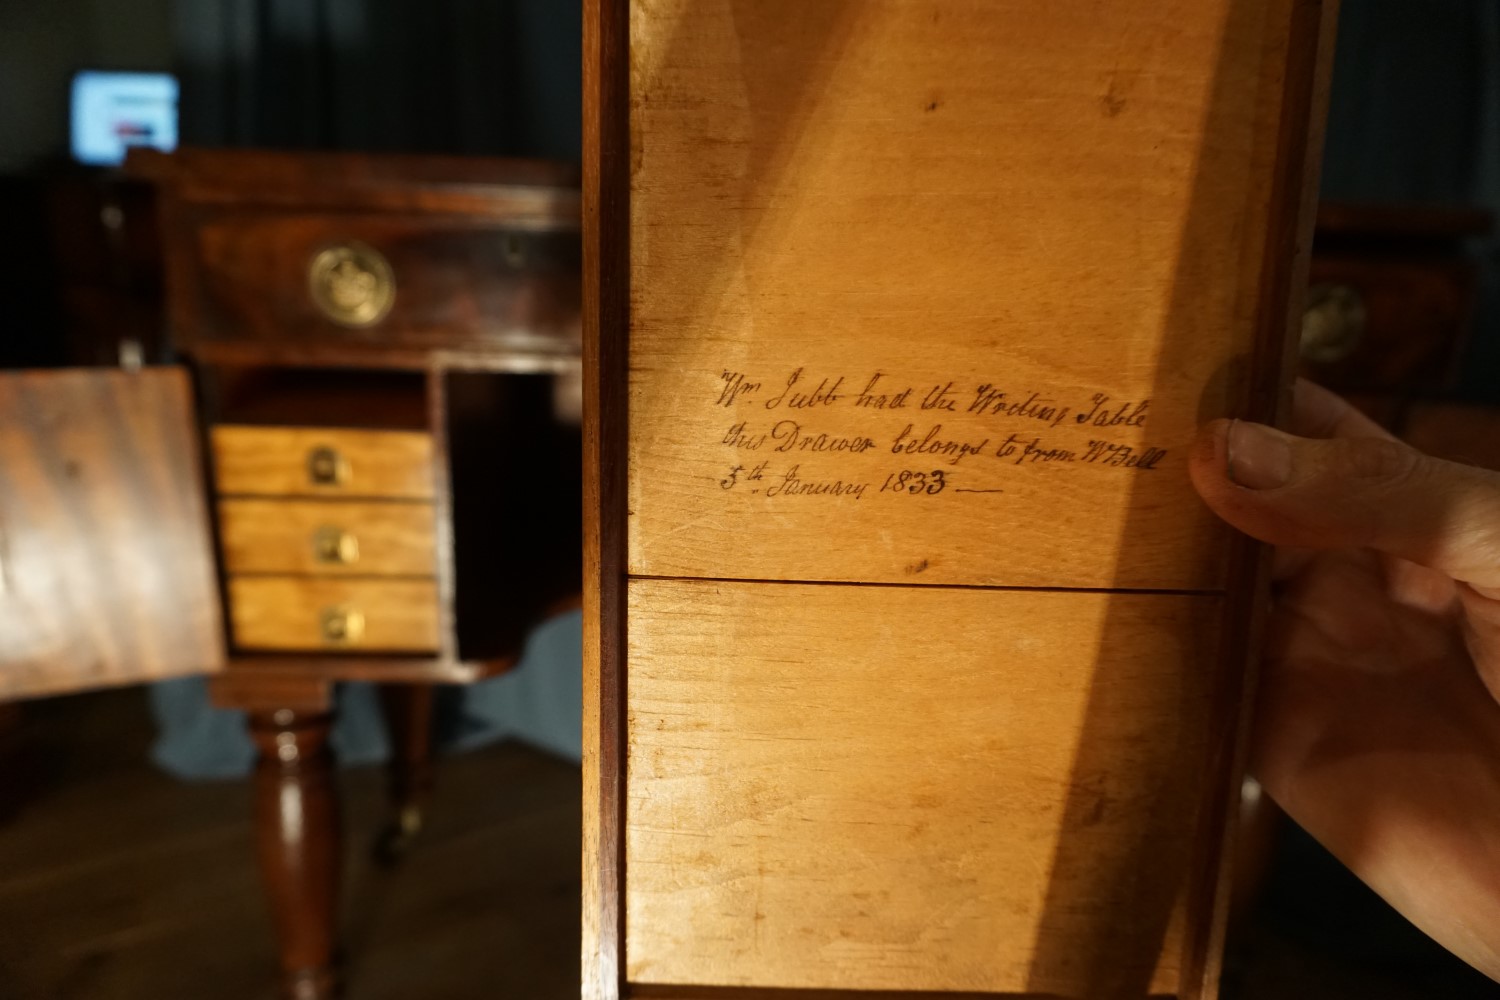 Wm. Jubb had the Writing Table
this Drawer belongs to from W Bell
5th January 1833 —